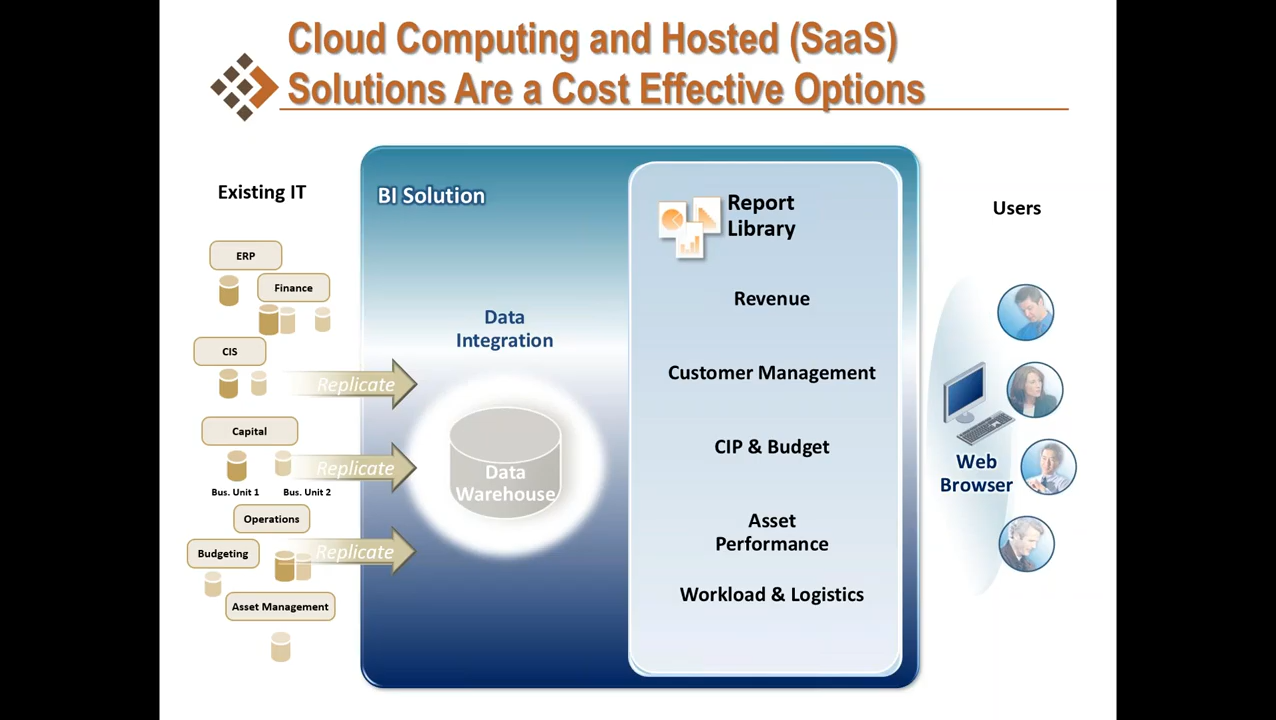 Cloud Computing and Hosted (SaaS)
Solutions Are a Cost Effective Options
Existing IT
ERP
Finance
CIS
Capital
Bus. Unit 1
Bus. Unit 2
Operations
Budgeting
Asset Management
Replicate
Replicate
Replicate
BI Solution
Data
Integration
Data
Warehouse
Report
Library
Revenue
Customer Management
CIP & Budget
Asset
Performance
Workload & Logistics
Users
Web
Browser